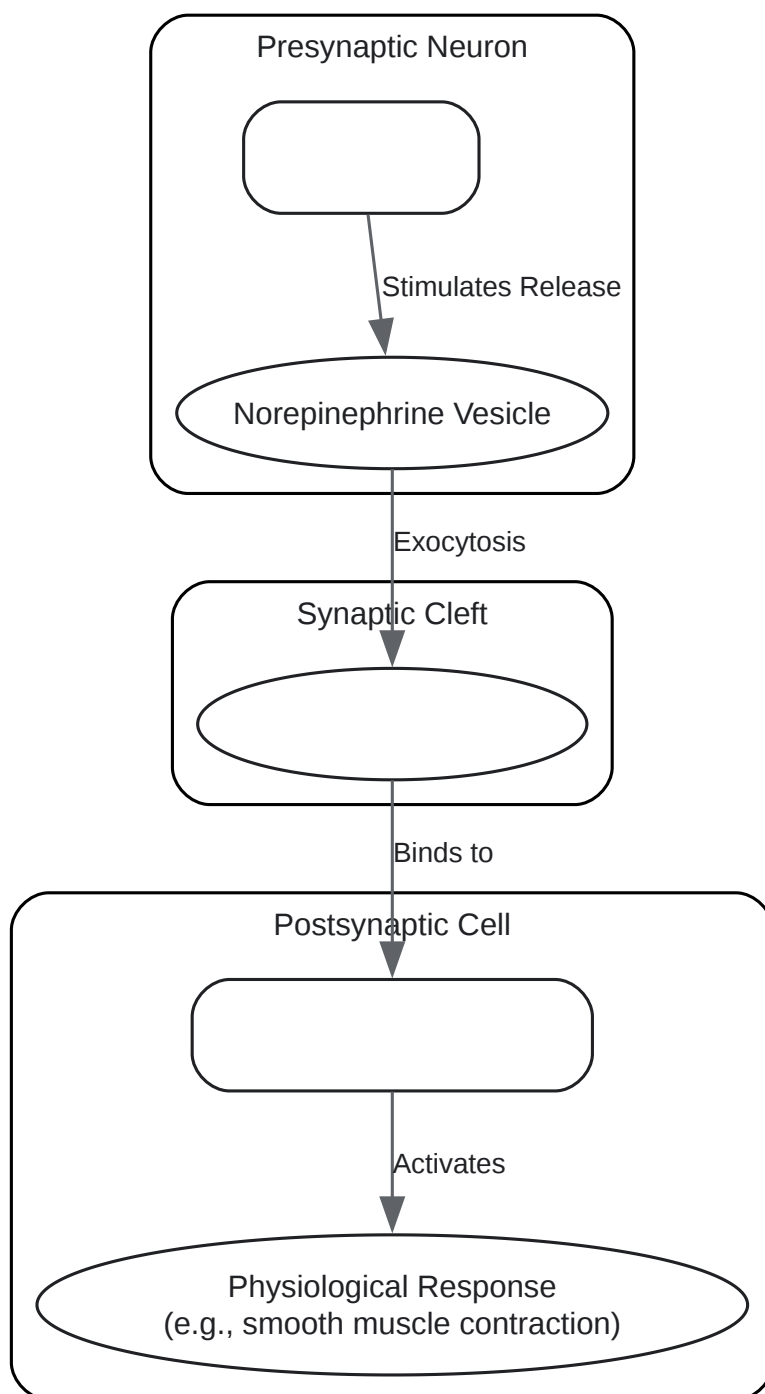 Presynaptic Neuron
Stimulates Release
Norepinephrine Vesicle
Exocytosis
Synaptic Cleft
Binds to
Postsynaptic Cell
Activates
Physiological Response
(e.g., smooth muscle contraction)